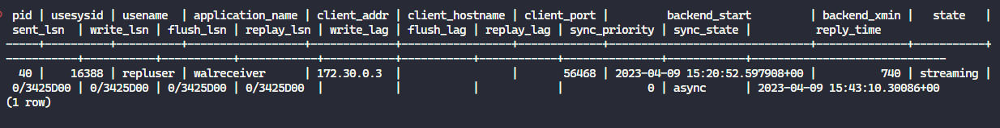 pid | usesysid | usename | application_name | client_addr | client_hostname | client_port | backend_start | backend_xmin | state |
sent_lsn | write_lsn | flush_lsn | replay_lsn | write_lag | flush_lag | replay_lag | sync_priority | sync_state | reply_time
-----+----------+----------+------------------+-------------+-----------------+-------------+-------------------------------+--------------+-----------+
-----------+-----------+-----------+------------+-----------+-----------+------------+---------------+------------+------------------------------
40 | 16388 | repluser | walreceiver | 172.30.0.3 | | 56468 | 2023-04-09 15:20:52.597908+00 | 740 | streaming |
0/3425D00 | 0/3425D00 | 0/3425D00 | 0/3425D00 | | | | 0 | async | 2023-04-09 15:43:10.30086+00
(1 row)